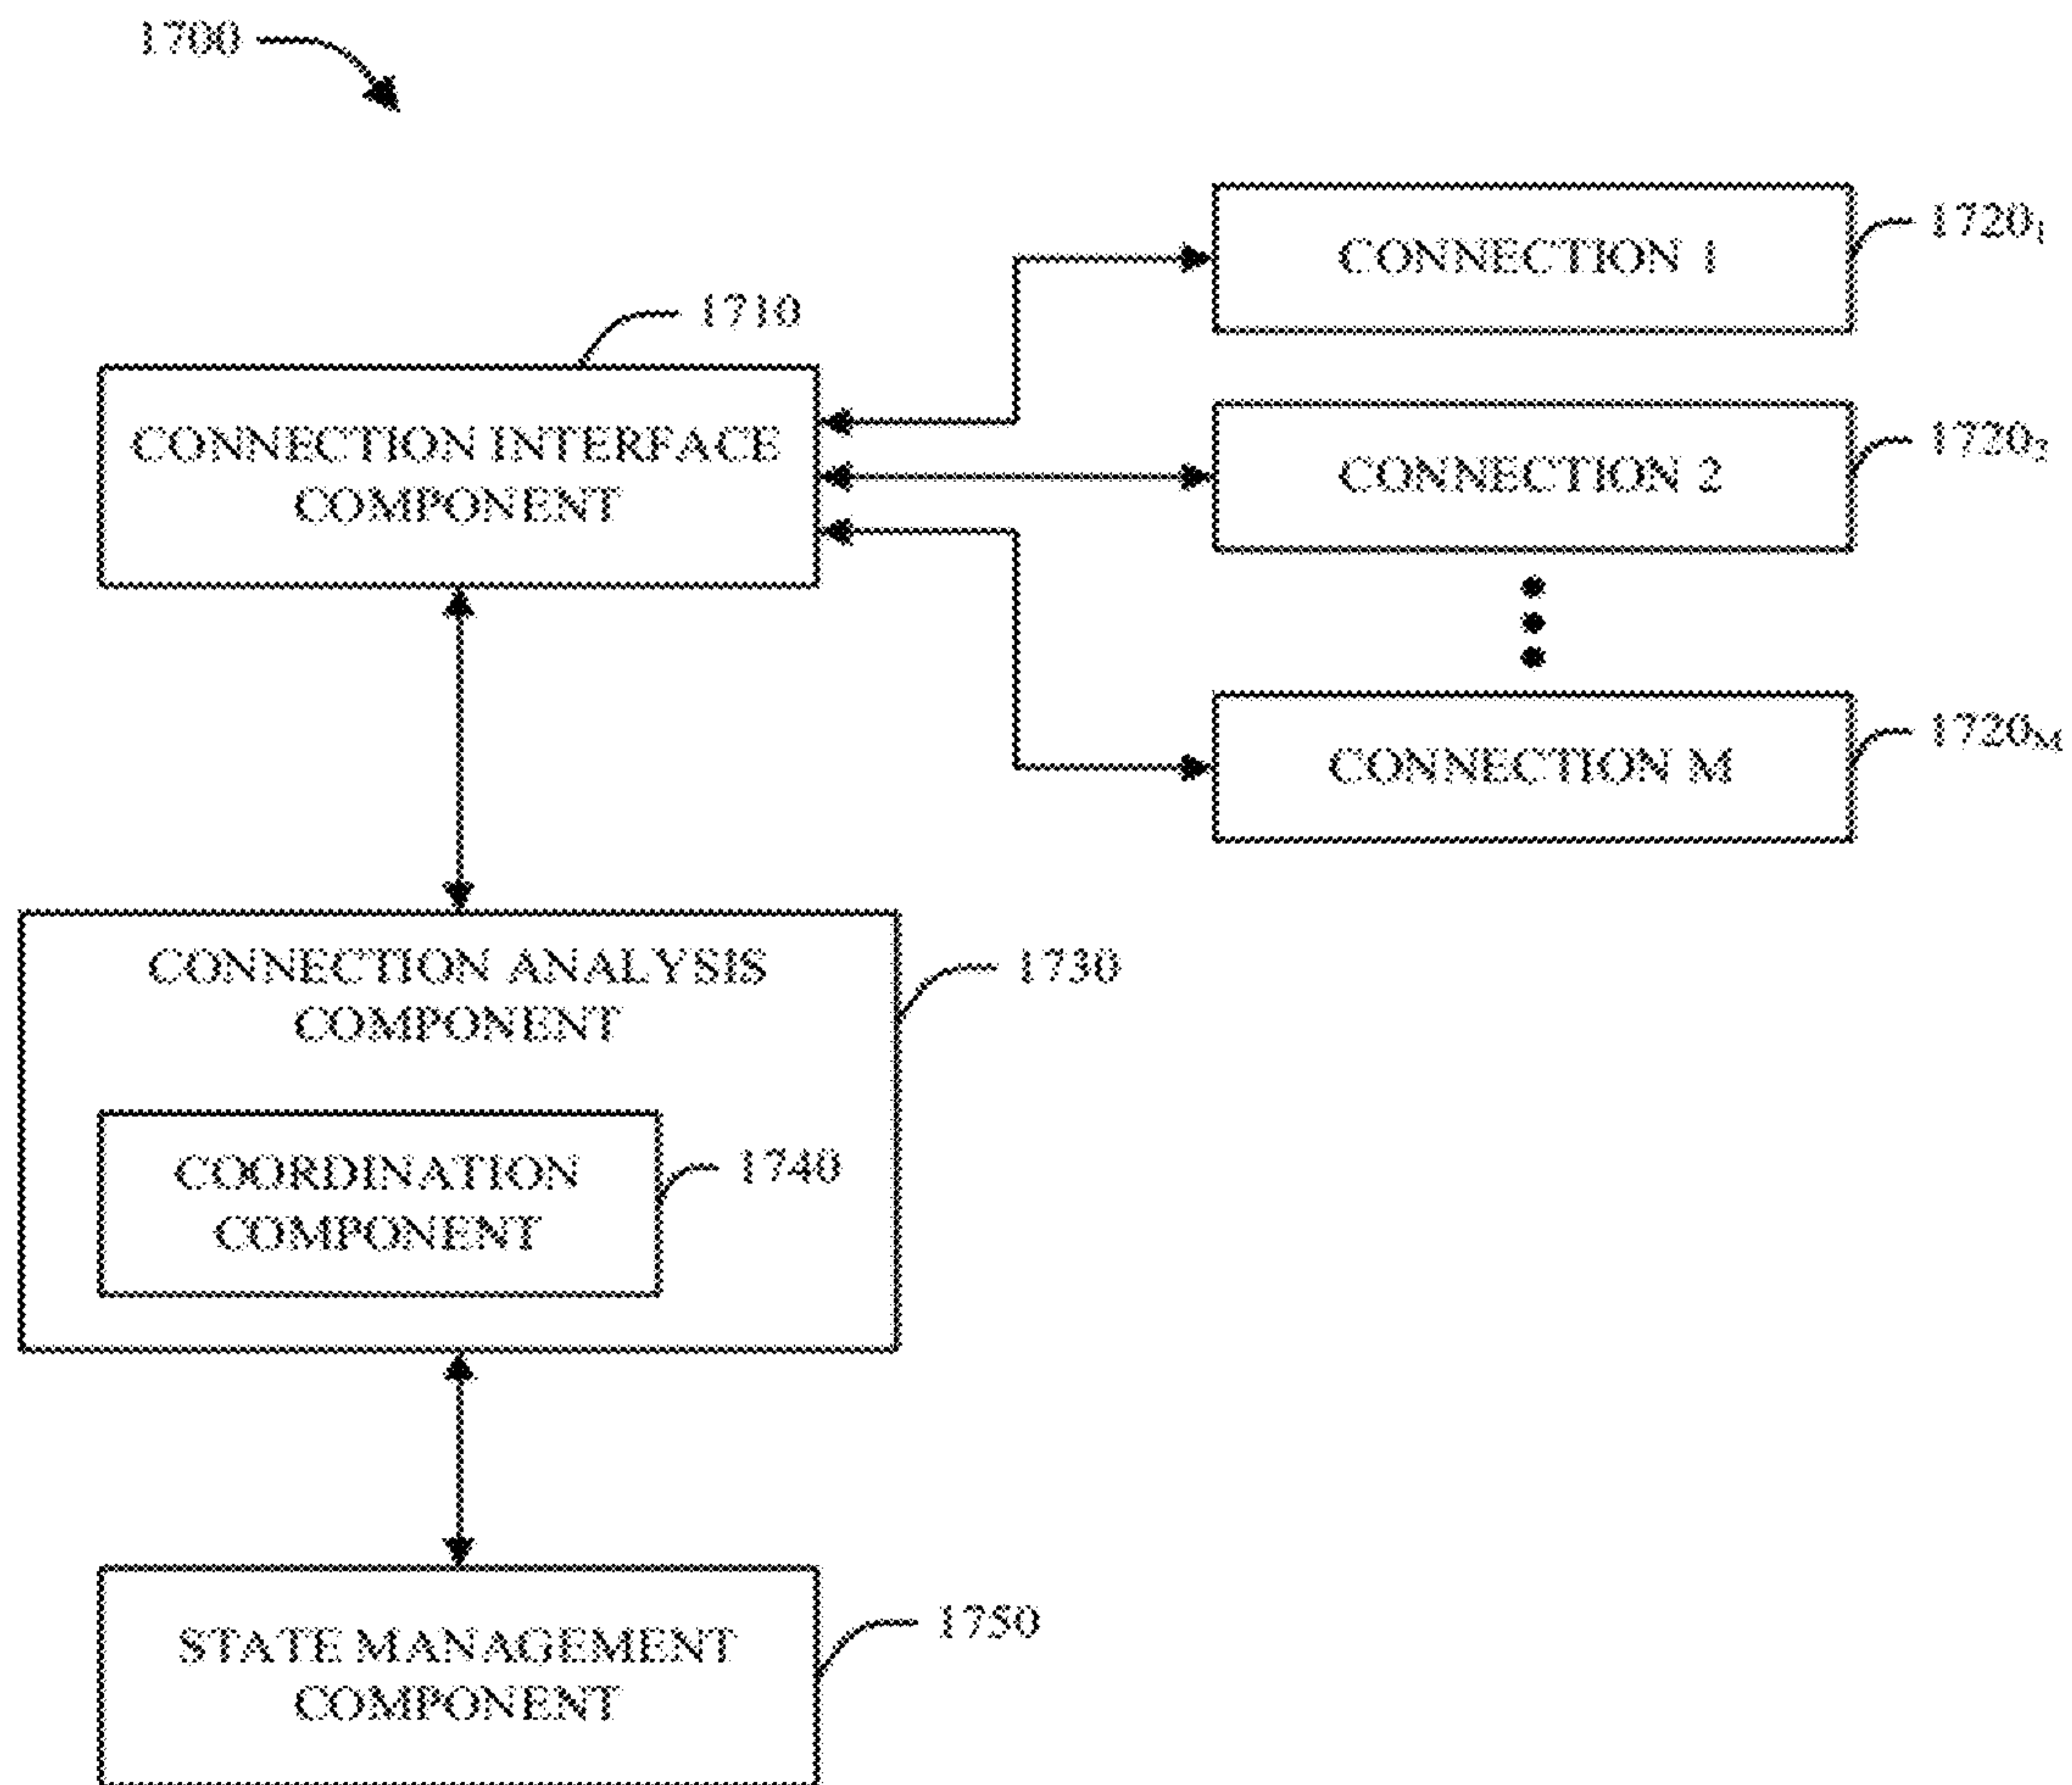 1700
1720₁
CONNECTION 1
1710
CONNECTION INTERFACE
COMPONENT
1720₂
CONNECTION 2
1720M
CONNECTION M
CONNECTION ANALYSIS
COMPONENT
1730
COORDINATION
COMPONENT
1740
STATE MANAGEMENT
COMPONENT
1750